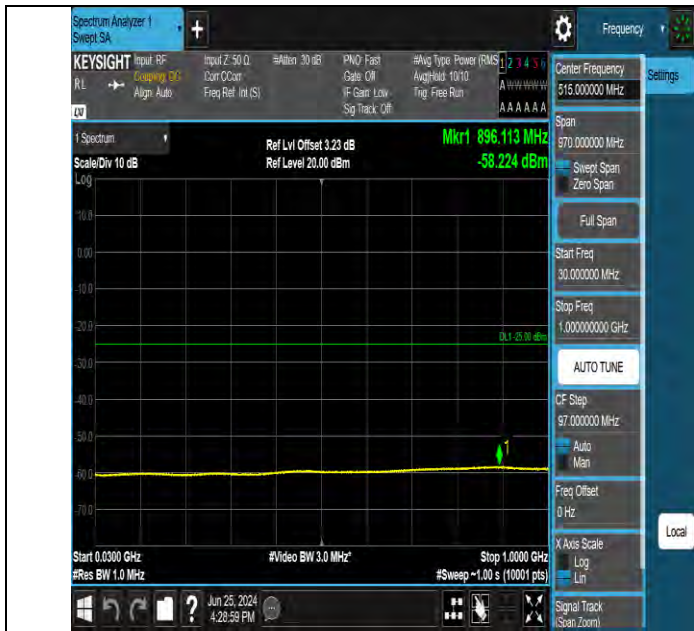 Spectrum Analyzer 1
Swept SA
+
Frequency
KEYSIGHT
RL
Input: RF
Coupling: DC
Align: Auto
Input Z: 50 Ω
Corr CCorr
Freq Ref: Int (S)
#Atten: 30 dB
PNO: Fast
Gate: Off
IF Gain: Low
Sig Track: Off
#Avg Type: Power (RMS
Avg|Hold: 10/10
Trig: Free Run
1 2 3 4 5 6
A W W W W W
A A A A A A
1 Spectrum
Scale/Div 10 dB
Log
Ref Lvl Offset 3.23 dB
Ref Level 20.00 dBm
Mkr1 896.113 MHz
-58.224 dBm
10.0
0.00
-10.0
-20.0
-30.0
-40.0
-50.0
-60.0
-70.0
DL1 -25.00 dBm
1
Start 0.0300 GHz
#Res BW 1.0 MHz
#Video BW 3.0 MHz*
Stop 1.0000 GHz
#Sweep ~1.00 s (10001 pts)
Center Frequency
515.000000 MHz
Settings
Span
970.000000 MHz
Swept Span
Zero Span
Full Span
Start Freq
30.000000 MHz
Stop Freq
1.000000000 GHz
AUTO TUNE
CF Step
97.000000 MHz
Auto
Man
Freq Offset
0 Hz
X Axis Scale
Log
Lin
Signal Track
(Span Zoom)
Local
?
Jun 25, 2024
4:28:59 PM